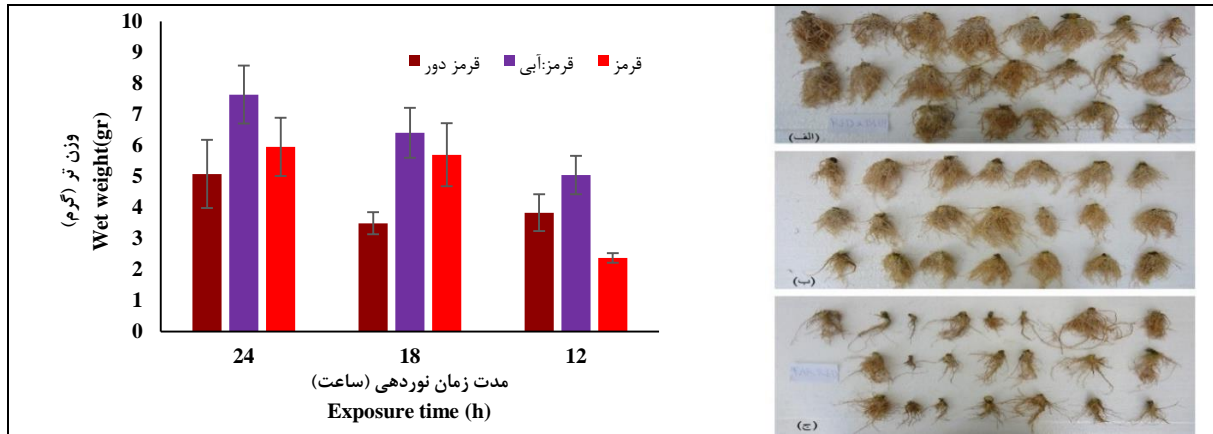 10
9
8
7
6
5
4
3
2
1
0
قرمز دور
قرمز:آبی
قرمز
وزن تر (گرم)
Wet weight(gr)
24
18
12
مدت زمان نوردهی (ساعت)
Exposure time (h)
(الف)
(ب)
(ج)